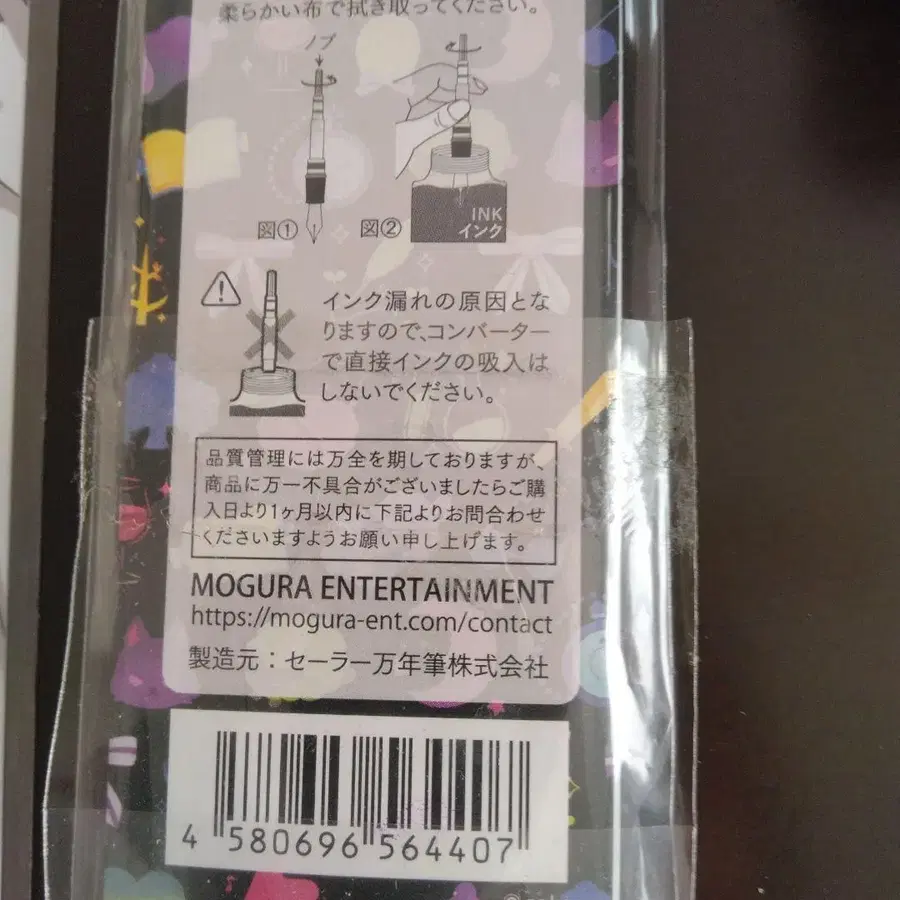 柔らかい布で拭き取ってください。
ノブ
図①
図②
INK
インク
インク漏れの原因とな
りますので、コンバーター
で直接インクの吸入は
しないでください。
品質管理には万全を期しておりますが、
商品に万一不具合がございましたらご購
入日より1ヶ月以内に下記よりお問合わせ
くださいますようお願い申し上げます。
MOGURA ENTERTAINMENT
https://mogura-ent.com/contact
製造元：セーラー万年筆株式会社
4 580696 564407